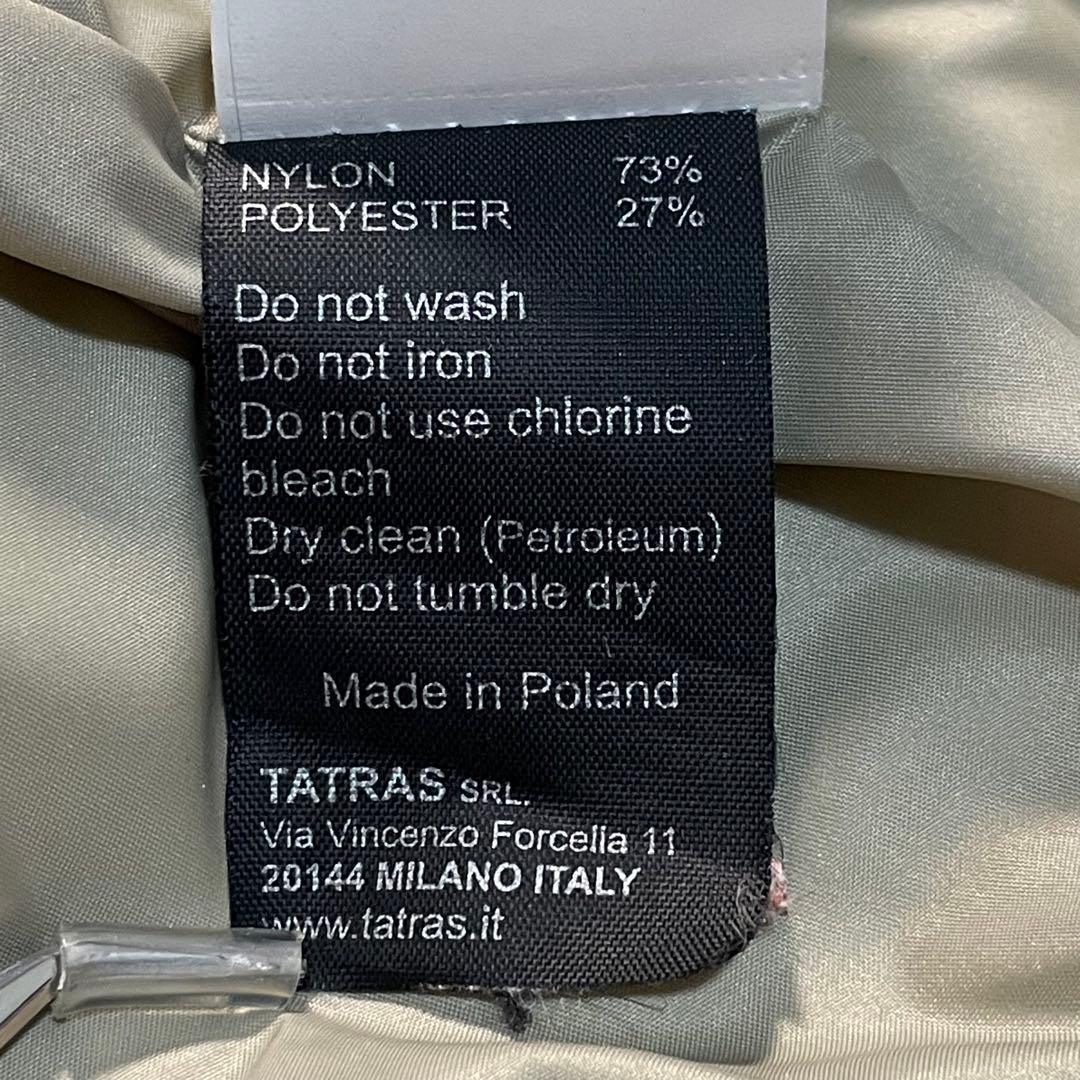 NYLON 73%
POLYESTER 27%
Do not wash
Do not iron
Do not use chlorine
bleach
Dry clean (Petroleum)
Do not tumble dry
Made in Poland
TATRAS SRL.
Via Vincenzo Forcella 11
20144 MILANO ITALY
www.tatras.it